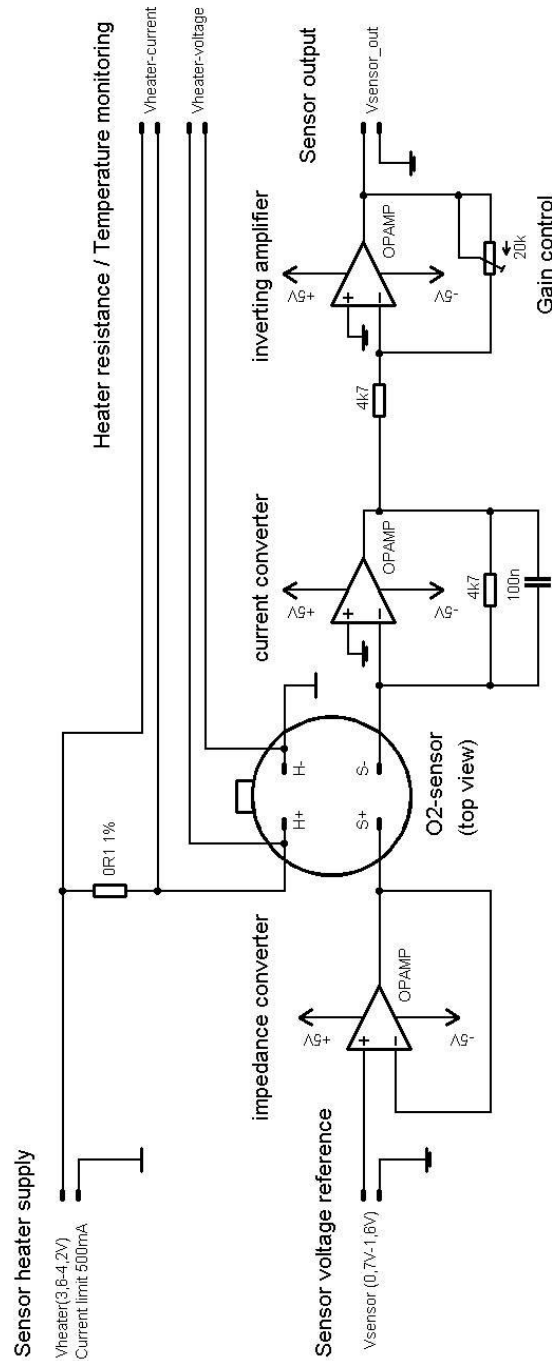 Sensor heater supply
Vheater(3,6-4,2V)
Current limit 500mA
0R1 1%
Heater resistance / Temperature monitoring
Vheater-current
Vheater-voltage
Sensor voltage reference
Vsensor (0,7V-1,6V)
impedance converter
+5V
-5V
OPAMP
H+
H-
S+
S-
O2-sensor
(top view)
current converter
+5V
-5V
OPAMP
4k7
100n
4k7
inverting amplifier
+5V
-5V
OPAMP
20k
Gain control
Sensor output
Vsensor_out